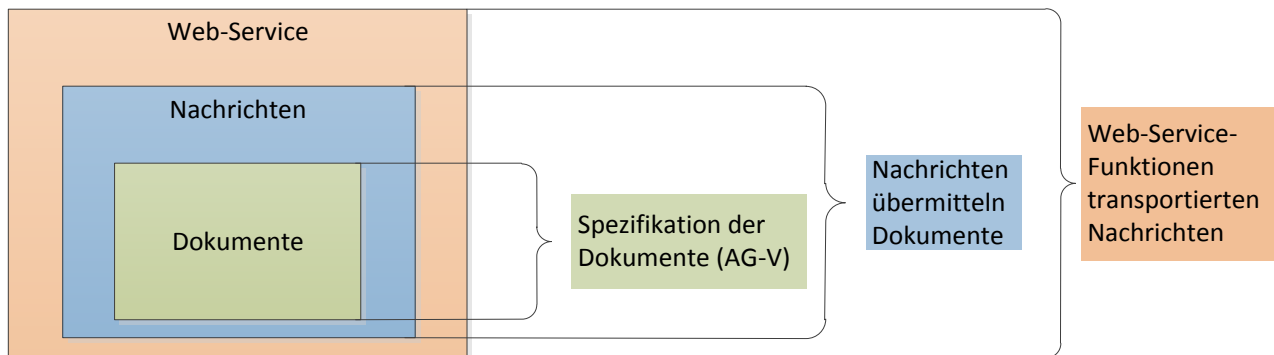 Web-Service
Nachrichten
Dokumente
Spezifikation der
Dokumente (AG-V)
Nachrichten
übermitteln
Dokumente
Web-Service-
Funktionen
transportierten
Nachrichten